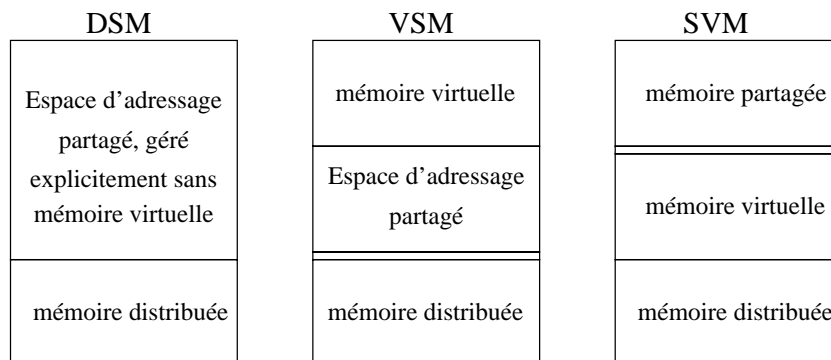 DSM
Espace d'adressage
partagé, géré
explicitement sans
mémoire virtuelle
mémoire distribuée
VSM
mémoire virtuelle
Espace d'adressage
partagé
mémoire distribuée
SVM
mémoire partagée
mémoire virtuelle
mémoire distribuée